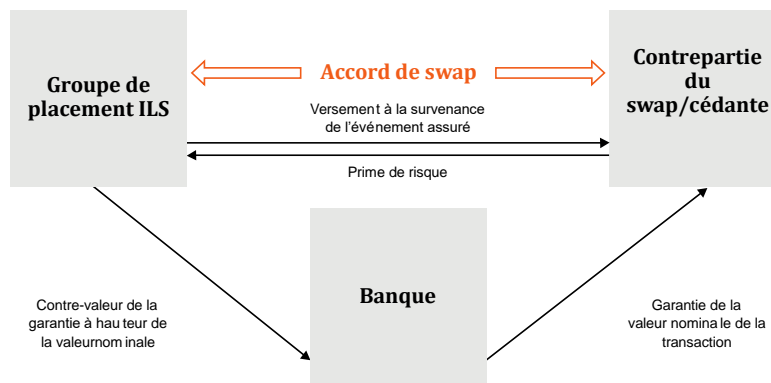 Groupe de
placement ILS
Accord de swap
Contrepartie
du
swap/cédante
Versement à la survenance
de l'événement assuré
Prime de risque
Banque
Contre-valeur de la
garantie à hau teur de
la valeurnom inale
Garantie de la
valeur nomina le de la
transaction